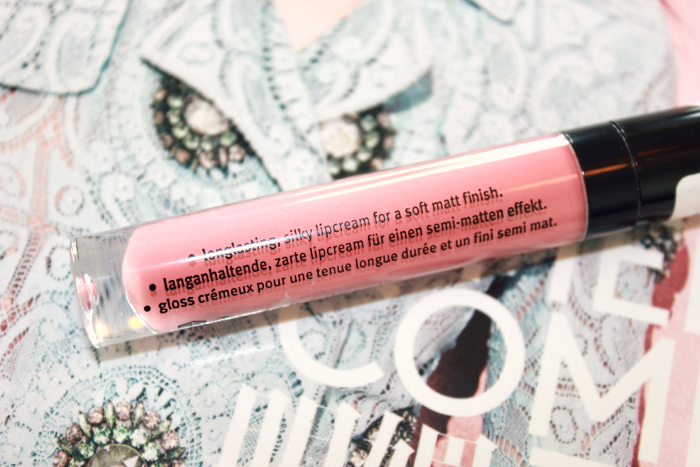 • longlasting, silky lipcream for a soft matt finish.
• langanhaltende, zarte lipcream für einen semi-matten effekt.
• gloss crémeux pour une tenue longue durée et un fini semi mat.
COM